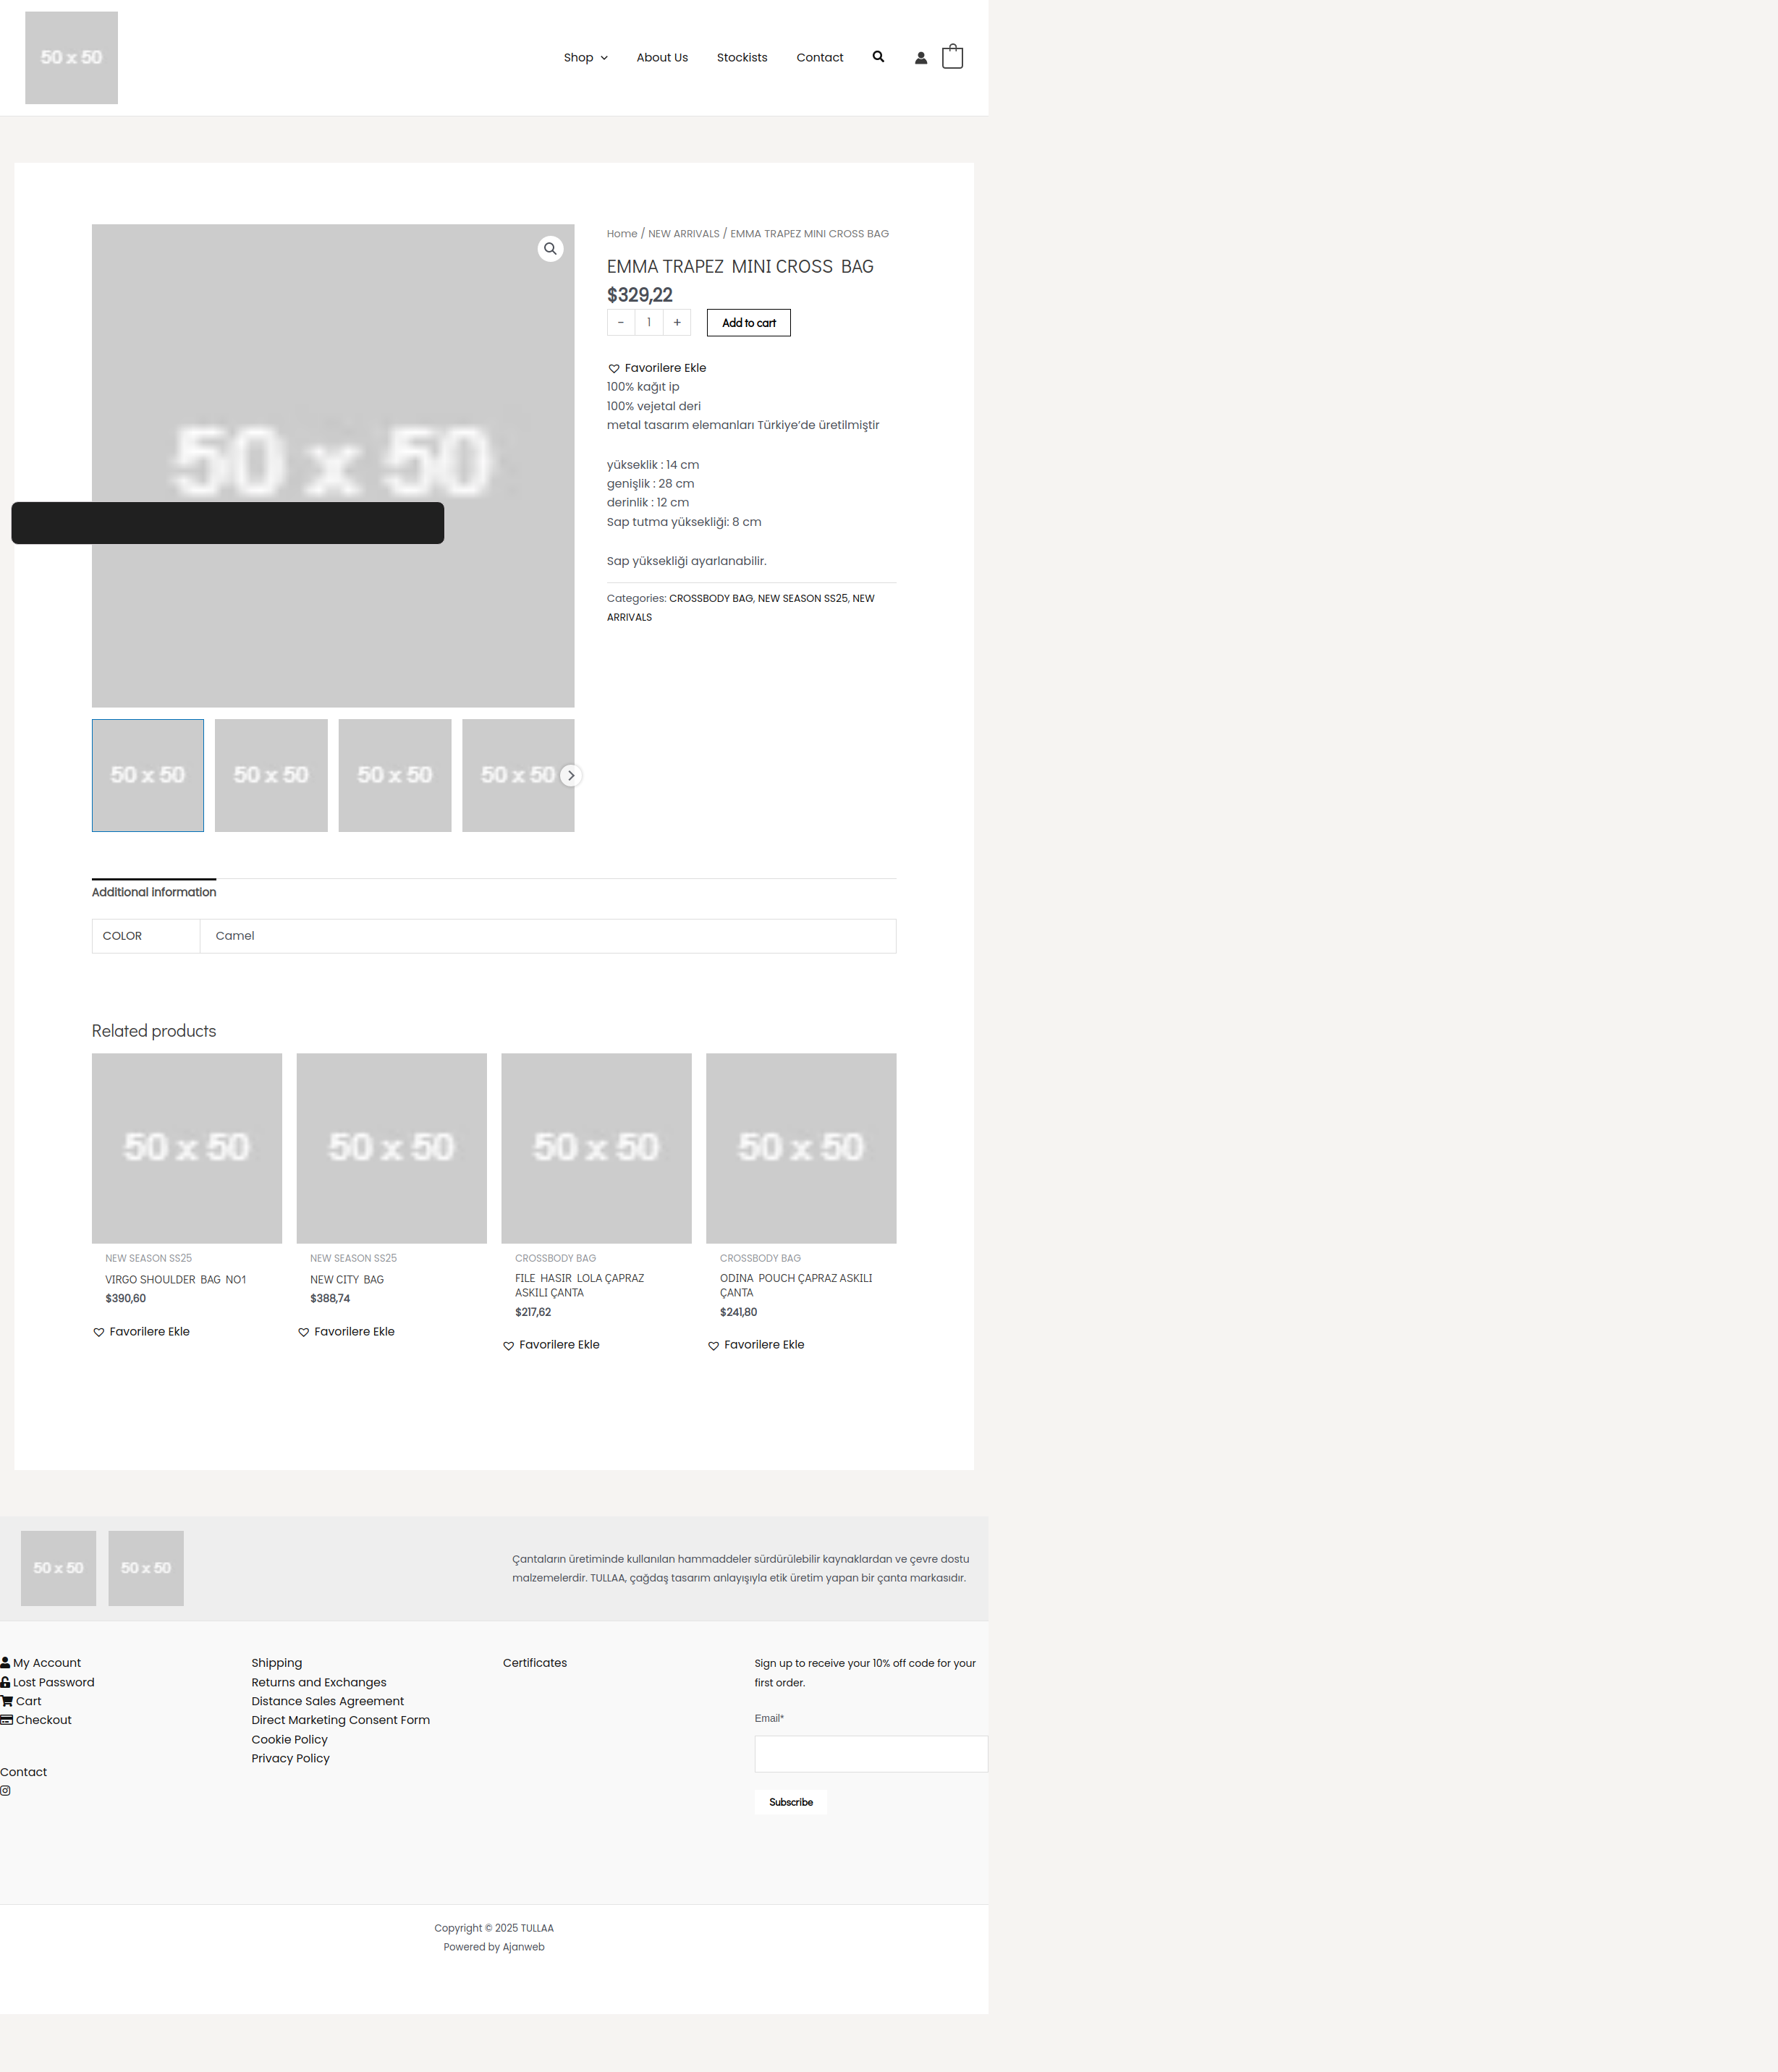 50 x 50
Shop
About Us
Stockists
Contact
50 x 50
Home / NEW ARRIVALS / EMMA TRAPEZ MINI CROSS BAG
EMMA TRAPEZ MINI CROSS BAG
$329,22
- 1 +
Add to cart
Favorilere Ekle
100% kağıt ip
100% vejetal deri
metal tasarım elemanları Türkiye’de üretilmiştir
yükseklik : 14 cm
genişlik : 28 cm
derinlik : 12 cm
Sap tutma yüksekliği: 8 cm
Sap yüksekliği ayarlanabilir.
Categories: CROSSBODY BAG, NEW SEASON SS25, NEW
ARRIVALS
50 x 50
50 x 50
50 x 50
50 x 50
Additional information
COLOR
Camel
Related products
50 x 50
NEW SEASON SS25
VIRGO SHOULDER BAG NO1
$390,60
Favorilere Ekle
50 x 50
NEW SEASON SS25
NEW CITY BAG
$388,74
Favorilere Ekle
50 x 50
CROSSBODY BAG
FILE HASIR LOLA ÇAPRAZ
ASKILI ÇANTA
$217,62
Favorilere Ekle
50 x 50
CROSSBODY BAG
ODINA POUCH ÇAPRAZ ASKILI
ÇANTA
$241,80
Favorilere Ekle
50 x 50
50 x 50
Çantaların üretiminde kullanılan hammaddeler sürdürülebilir kaynaklardan ve çevre dostu
malzemelerdir. TULLAA, çağdaş tasarım anlayışıyla etik üretim yapan bir çanta markasıdır.
My Account
Lost Password
Cart
Checkout
Contact
Shipping
Returns and Exchanges
Distance Sales Agreement
Direct Marketing Consent Form
Cookie Policy
Privacy Policy
Certificates
Sign up to receive your 10% off code for your
first order.
Email*
Subscribe
Copyright © 2025 TULLAA
Powered by Ajanweb